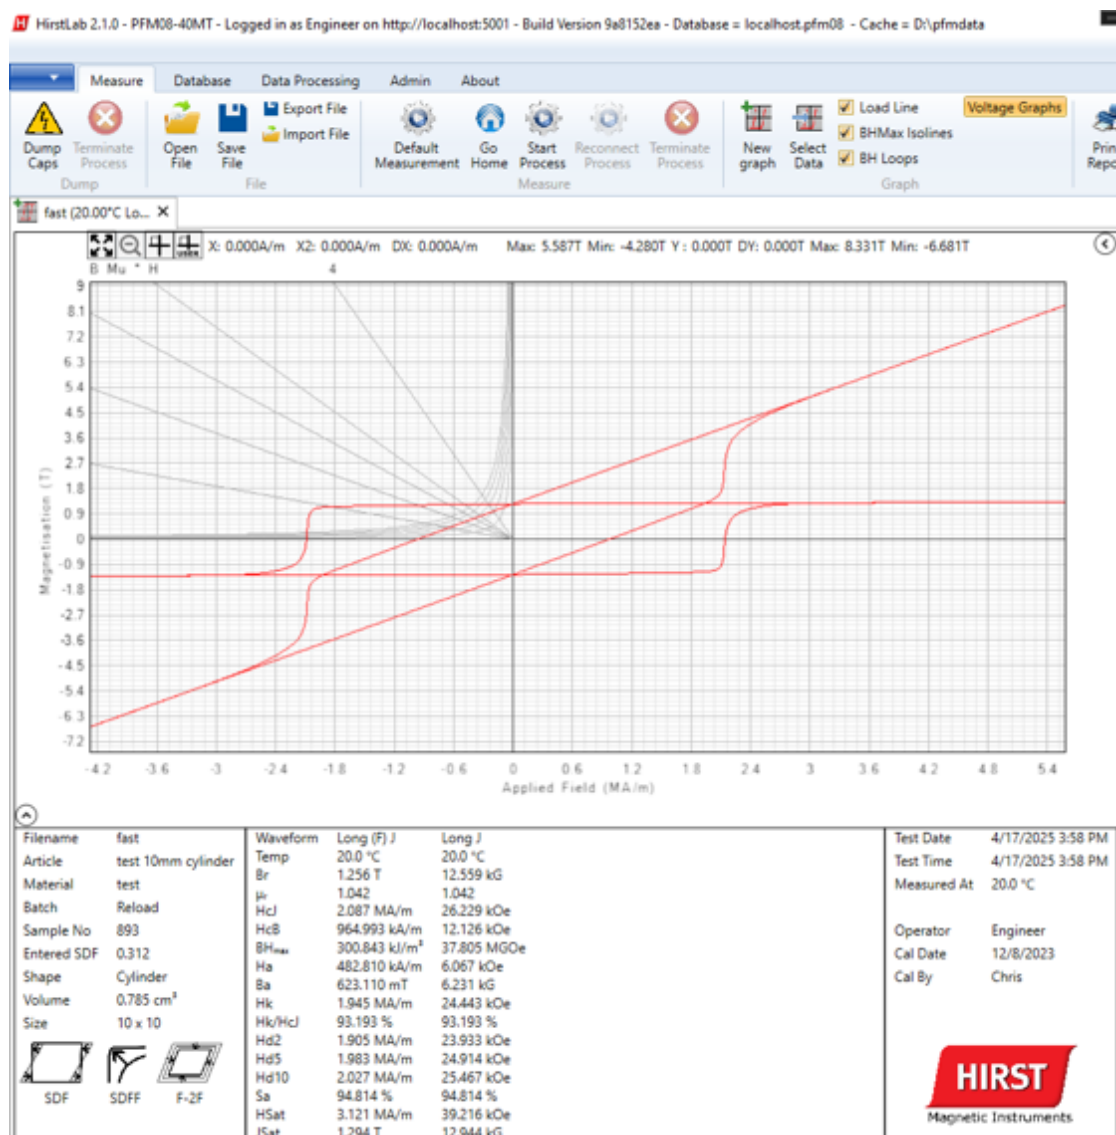 HirstLab 2.1.0 - PFM08-40MT - Logged in as Engineer on http://localhost:5001 - Build Version 9a8152ea - Database = localhost.pfm08 - Cache = D:\pfmdata
Measure Database Data Processing Admin About
Dump Caps
Terminate Process
Dump
Open File
Save File
Export File
Import File
File
Default Measurement
Go Home
Start Process
Reconnect Process
Terminate Process
Measure
New graph
Select Data
Load Line
BHMax Isolines
BH Loops
Voltage Graphs
Graph
fast (20.00°C Lo...
X: 0.000A/m X2: 0.000A/m DX: 0.000A/m Max: 5.587T Min: -4.280T Y : 0.000T DY: 0.000T Max: 8.331T Min: -6.681T
B Mu * H 4
9
8.1
7.2
6.3
5.4
4.5
3.6
2.7
1.8
0.9
0
-0.9
-1.8
-2.7
-3.6
-4.5
-5.4
-6.3
-7.2
Magnetisation (T)
-4.2 -3.6 -3 -2.4 -1.8 -1.2 -0.6 0 0.6 1.2 1.8 2.4 3 3.6 4.2 4.8 5.4
Applied Field (MA/m)
Filename fast
Article test 10mm cylinder
Material test
Batch Reload
Sample No 893
Entered SDF 0.312
Shape Cylinder
Volume 0.785 cm³
Size 10 x 10
SDF SDFF F-2F
Waveform Long (F) J Long J
Temp 20.0 °C 20.0 °C
Br 1.256 T 12.559 kG
μr 1.042 1.042
HcJ 2.087 MA/m 26.229 kOe
HcB 964.993 kA/m 12.126 kOe
BHmax 300.843 kJ/m³ 37.805 MGOe
Ha 482.810 kA/m 6.067 kOe
Ba 623.110 mT 6.231 kG
Hk 1.945 MA/m 24.443 kOe
Hk/HcJ 93.193 % 93.193 %
Hd2 1.905 MA/m 23.933 kOe
Hd5 1.983 MA/m 24.914 kOe
Hd10 2.027 MA/m 25.467 kOe
Sa 94.814 % 94.814 %
HSat 3.121 MA/m 39.216 kOe
JSat 1.294 T 12.944 kG
Test Date 4/17/2025 3:58 PM
Test Time 4/17/2025 3:58 PM
Measured At 20.0 °C
Operator Engineer
Cal Date 12/8/2023
Cal By Chris
HIRST
Magnetic Instruments